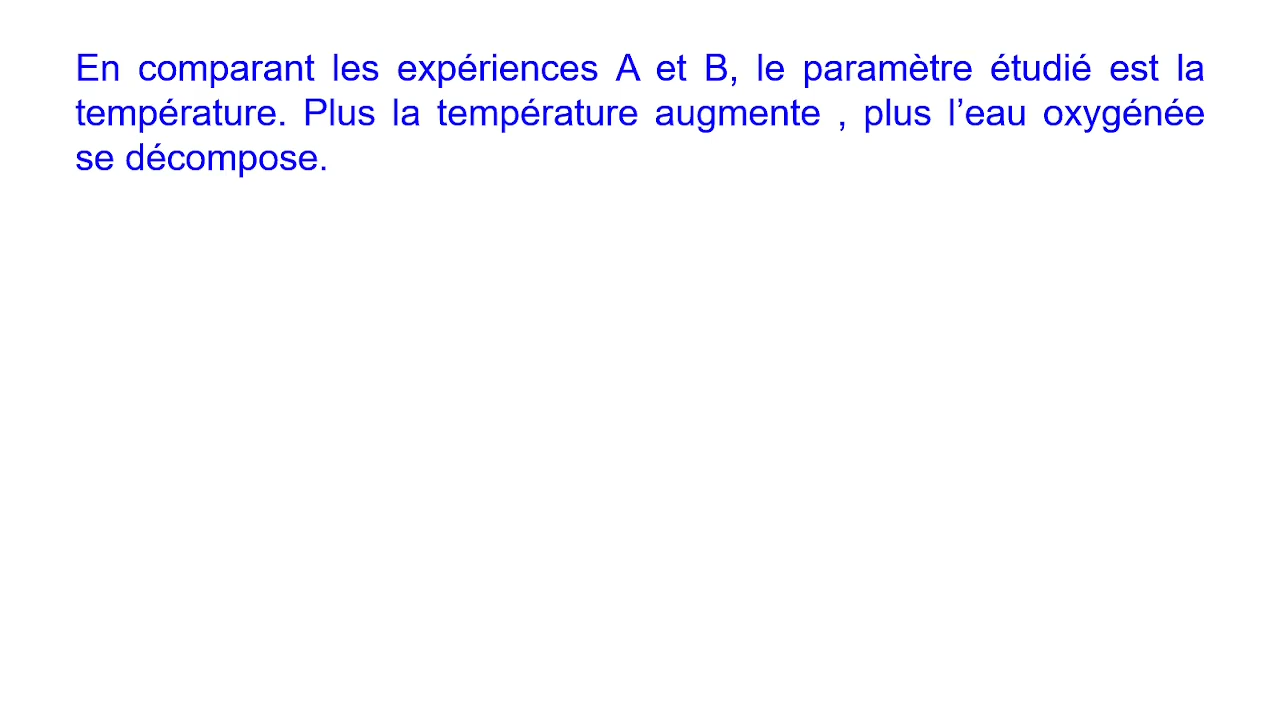 En comparant les expériences A et B, le paramètre étudié est la
température. Plus la température augmente , plus l’eau oxygénée
se décompose.